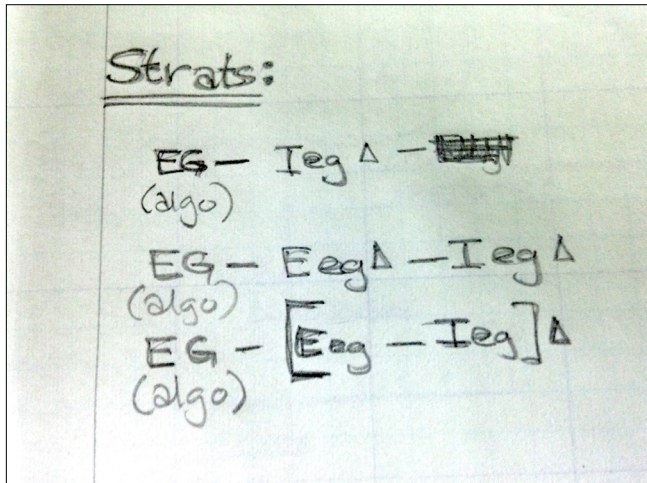 Strats:
EG - Ieg Δ -
(algo)
EG - Eeg Δ - Ieg Δ
(algo)
EG - [Eeg - Ieg] Δ
(algo)